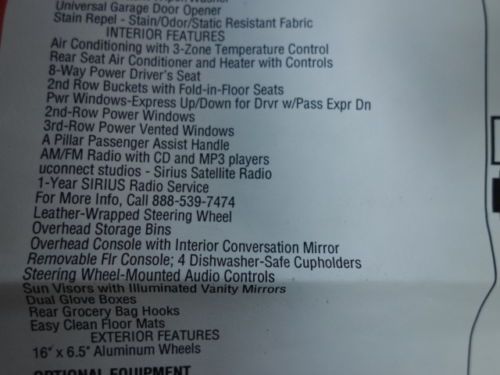 Universal Garage Door Opener
Stain Repel - Stain/Odor/Static Resistant Fabric
INTERIOR FEATURES
Air Conditioning with 3-Zone Temperature Control
Rear Seat Air Conditioner and Heater with Controls
8-Way Power Driver's Seat
2nd Row Buckets with Fold-in-Floor Seats
Pwr Windows-Express Up/Down for Drvr w/Pass Expr Dn
2nd-Row Power Windows
3rd-Row Power Vented Windows
A Pillar Passenger Assist Handle
AM/FM Radio with CD and MP3 players
uconnect studios - Sirius Satellite Radio
1-Year SIRIUS Radio Service
For More Info, Call 888-539-7474
Leather-Wrapped Steering Wheel
Overhead Storage Bins
Overhead Console with Interior Conversation Mirror
Removable Flr Console; 4 Dishwasher-Safe Cupholders
Steering Wheel-Mounted Audio Controls
Sun Visors with Illuminated Vanity Mirrors
Dual Glove Boxes
Rear Grocery Bag Hooks
Easy Clean Floor Mats
EXTERIOR FEATURES
16" x 6.5" Aluminum Wheels
OPTIONAL EQUIPMENT